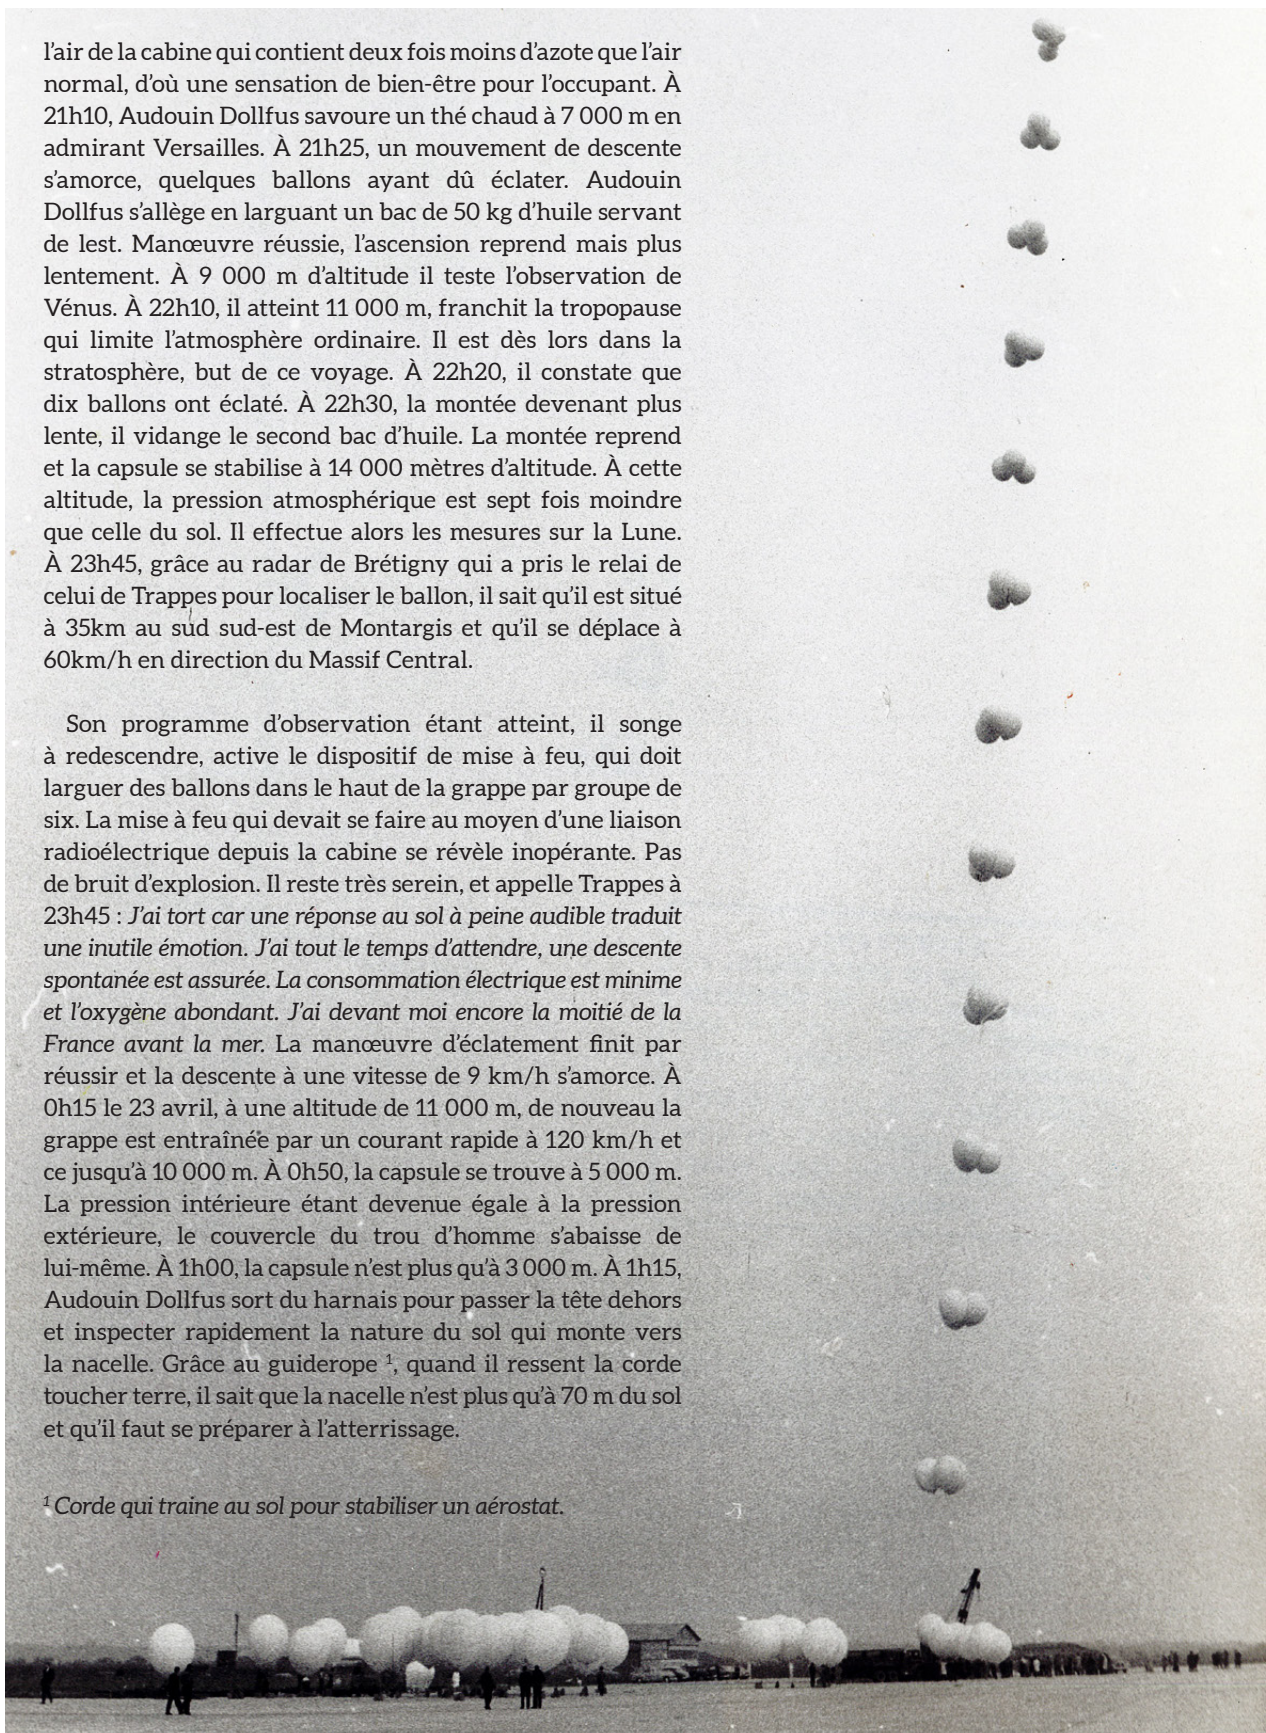 l'air de la cabine qui contient deux fois moins d'azote que l'air
normal, d'où une sensation de bien-être pour l'occupant. À
21h10, Audouin Dollfus savoure un thé chaud à 7 000 m en
admirant Versailles. À 21h25, un mouvement de descente
s'amorce, quelques ballons ayant dû éclater. Audouin
Dollfus s'allège en larguant un bac de 50 kg d'huile servant
de lest. Manœuvre réussie, l'ascension reprend mais plus
lentement. À 9 000 m d'altitude il teste l'observation de
Vénus. À 22h10, il atteint 11 000 m, franchit la tropopause
qui limite l'atmosphère ordinaire. Il est dès lors dans la
stratosphère, but de ce voyage. À 22h20, il constate que
dix ballons ont éclaté. À 22h30, la montée devenant plus
lente, il vidange le second bac d'huile. La montée reprend
et la capsule se stabilise à 14 000 mètres d'altitude. À cette
altitude, la pression atmosphérique est sept fois moindre
que celle du sol. Il effectue alors les mesures sur la Lune.
À 23h45, grâce au radar de Brétigny qui a pris le relai de
celui de Trappes pour localiser le ballon, il sait qu'il est situé
à 35km au sud sud-est de Montargis et qu'il se déplace à
60km/h en direction du Massif Central.
Son programme d'observation étant atteint, il songe
à redescendre, active le dispositif de mise à feu, qui doit
larguer des ballons dans le haut de la grappe par groupe de
six. La mise à feu qui devait se faire au moyen d'une liaison
radioélectrique depuis la cabine se révèle inopérante. Pas
de bruit d'explosion. Il reste très serein, et appelle Trappes à
23h45 : J'ai tort car une réponse au sol à peine audible traduit
une inutile émotion. J'ai tout le temps d'attendre, une descente
spontanée est assurée. La consommation électrique est minime
et l'oxygène abondant. J'ai devant moi encore la moitié de la
France avant la mer. La manœuvre d'éclatement finit par
réussir et la descente à une vitesse de 9 km/h s'amorce. À
0h15 le 23 avril, à une altitude de 11 000 m, de nouveau la
grappe est entraînée par un courant rapide à 120 km/h et
ce jusqu'à 10 000 m. À 0h50, la capsule se trouve à 5 000 m.
La pression intérieure étant devenue égale à la pression
extérieure, le couvercle du trou d'homme s'abaisse de
lui-même. À 1h00, la capsule n'est plus qu'à 3 000 m. À 1h15,
Audouin Dollfus sort du harnais pour passer la tête dehors
et inspecter rapidement la nature du sol qui monte vers
la nacelle. Grâce au guiderope ¹, quand il ressent la corde
toucher terre, il sait que la nacelle n'est plus qu'à 70 m du sol
et qu'il faut se préparer à l'atterrissage.
¹ Corde qui traine au sol pour stabiliser un aérostat.